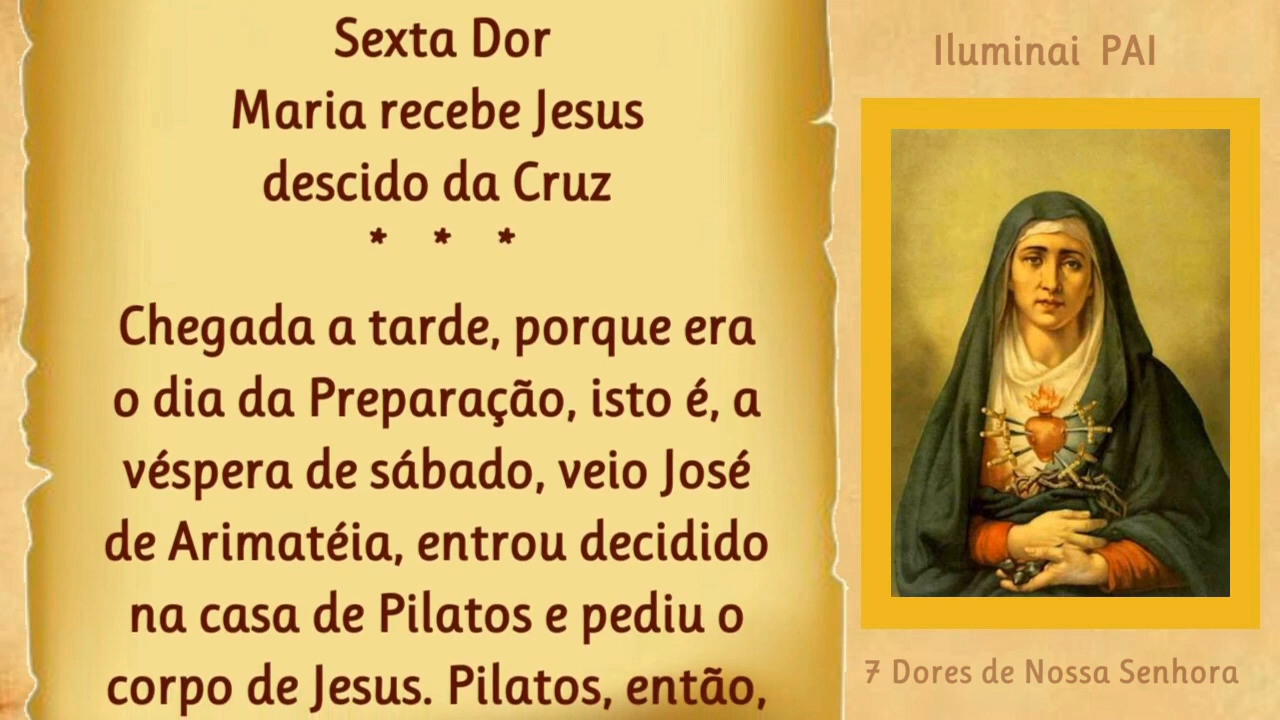 Sexta Dor
Maria recebe Jesus
descido da Cruz
* * *
Chegada a tarde, porque era
o dia da Preparação, isto é, a
véspera de sábado, veio José
de Arimatéia, entrou decidido
na casa de Pilatos e pediu o
corpo de Jesus. Pilatos, então,
Iluminai PAI
7 Dores de Nossa Senhora